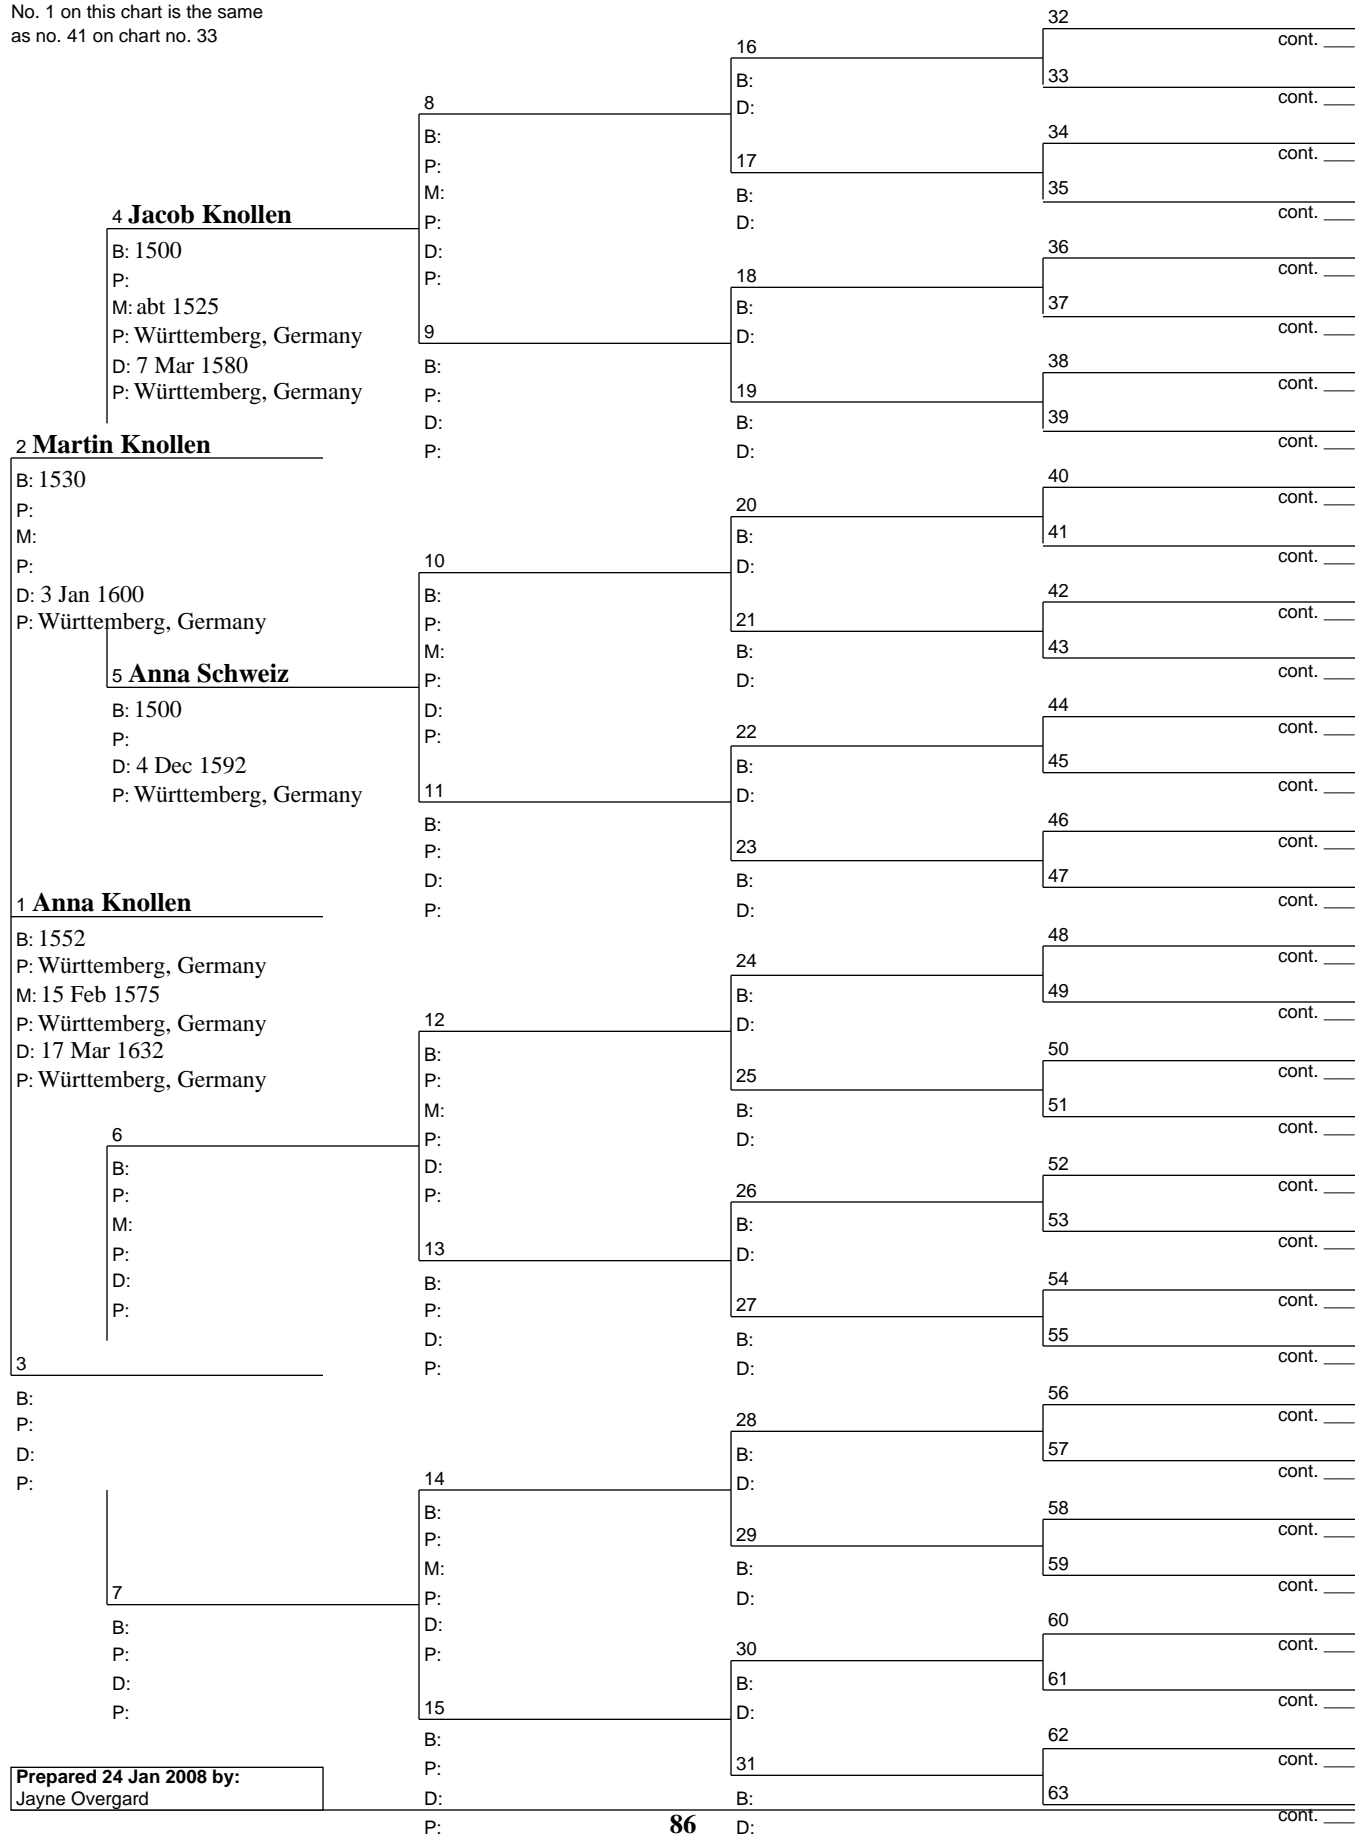 No. 1 on this chart is the same
as no. 41 on chart no. 33
2 Martin Knollen
B: 1530
P:
M:
P:
D: 3 Jan 1600
P: Württemberg, Germany
1 Anna Knollen
B: 1552
P: Württemberg, Germany
M: 15 Feb 1575
P: Württemberg, Germany
D: 17 Mar 1632
P: Württemberg, Germany
3
B:
P:
D:
P:
4 Jacob Knollen
B: 1500
P:
M: abt 1525
P: Württemberg, Germany
D: 7 Mar 1580
P: Württemberg, Germany
5 Anna Schweiz
B: 1500
P:
D: 4 Dec 1592
P: Württemberg, Germany
6
B:
P:
M:
P:
D:
P:
7
B:
P:
D:
P:
8
B:
P:
M:
P:
D:
P:
9
B:
P:
D:
P:
10
B:
P:
M:
P:
D:
P:
11
B:
P:
D:
P:
12
B:
P:
M:
P:
D:
P:
13
B:
P:
D:
P:
14
B:
P:
M:
P:
D:
P:
15
B:
P:
D:
P:
16
B:
D:
17
B:
D:
18
B:
D:
19
B:
D:
20
B:
D:
21
B:
D:
22
B:
D:
23
B:
D:
24
B:
D:
25
B:
D:
26
B:
D:
27
B:
D:
28
B:
D:
29
B:
D:
30
B:
D:
31
B:
D:
32
cont. ___
33
cont. ___
34
cont. ___
35
cont. ___
36
cont. ___
37
cont. ___
38
cont. ___
39
cont. ___
40
cont. ___
41
cont. ___
42
cont. ___
43
cont. ___
44
cont. ___
45
cont. ___
46
cont. ___
47
cont. ___
48
cont. ___
49
cont. ___
50
cont. ___
51
cont. ___
52
cont. ___
53
cont. ___
54
cont. ___
55
cont. ___
56
cont. ___
57
cont. ___
58
cont. ___
59
cont. ___
60
cont. ___
61
cont. ___
62
cont. ___
63
cont. ___
Prepared 24 Jan 2008 by:
Jayne Overgard
86